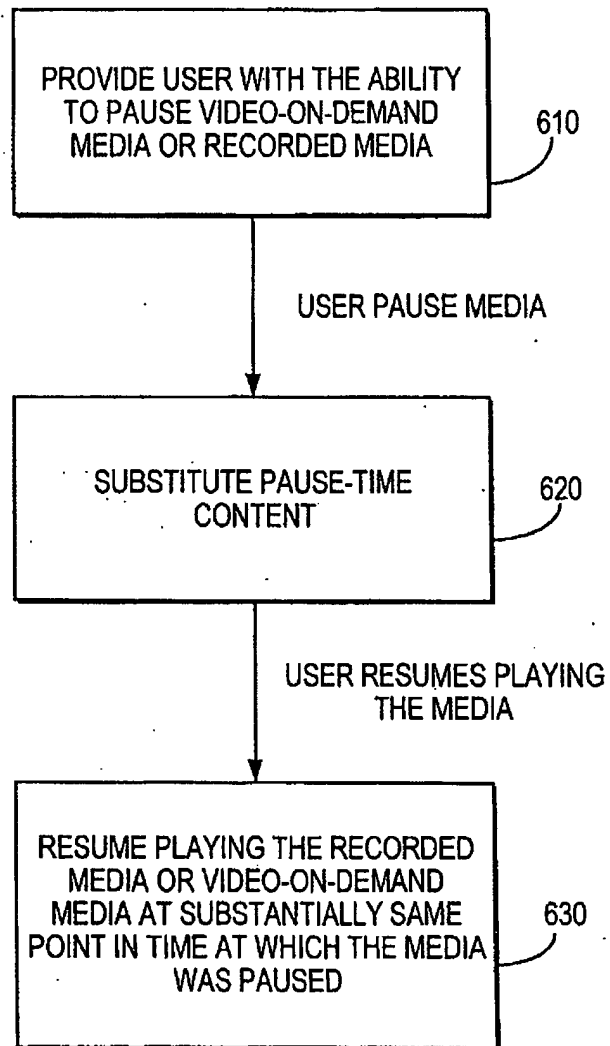 PROVIDE USER WITH THE ABILITY
TO PAUSE VIDEO-ON-DEMAND
MEDIA OR RECORDED MEDIA
610
USER PAUSE MEDIA
SUBSTITUTE PAUSE-TIME
CONTENT
620
USER RESUMES PLAYING
THE MEDIA
RESUME PLAYING THE RECORDED
MEDIA OR VIDEO-ON-DEMAND
MEDIA AT SUBSTANTIALLY SAME
POINT IN TIME AT WHICH THE MEDIA
WAS PAUSED
630